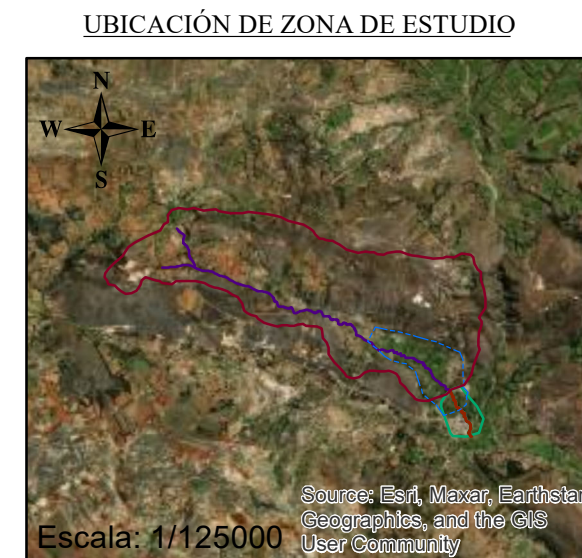 UBICACIÓN DE ZONA DE ESTUDIO
N
W E
S
Source: Esri, Maxar, Earthstar
Geographics, and the GIS
User Community
Escala: 1/125000